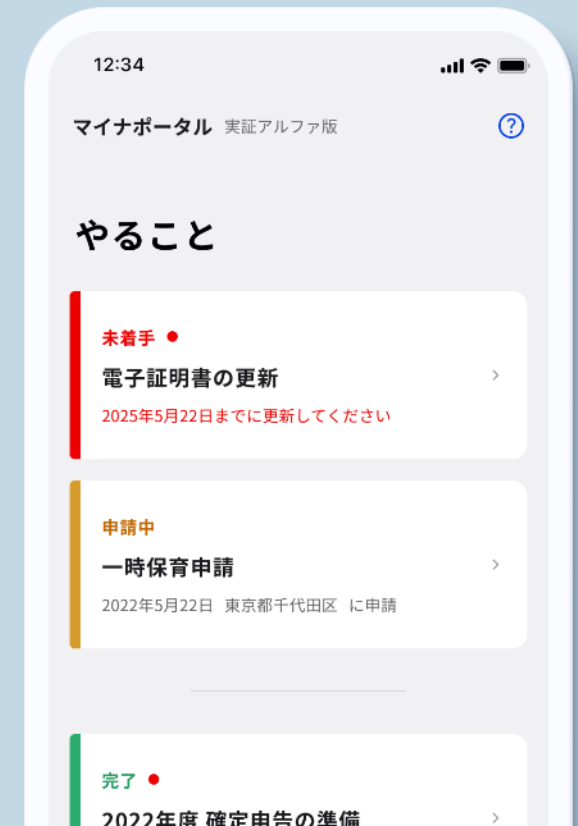 12:34
マイナポータル 実証アルファ版
やること
未着手
電子証明書の更新
2025年5月22日までに更新してください
申請中
一時保育申請
2022年5月22日 東京都千代田区 に申請
完了
2022年度 確定申告の準備